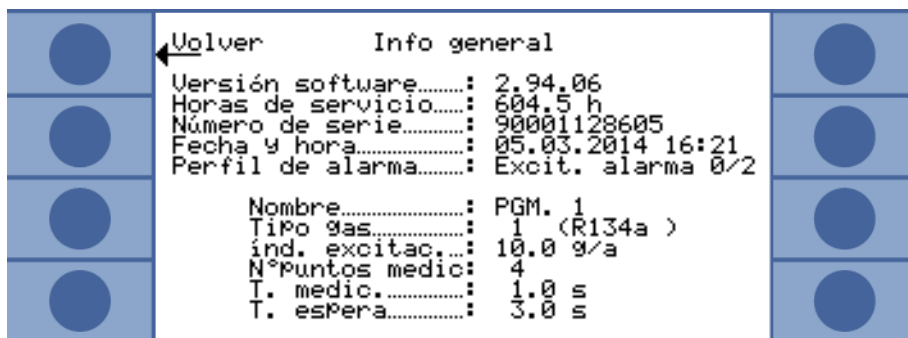 Volver Info general
Versión software......: 2.94.06
Horas de servicio.....: 604.5 h
Número de serie.......: 90001128605
Fecha y hora..........: 05.03.2014 16:21
Perfil de alarma......: Excit. alarma 0/2
Nombre................: PGM. 1
Tipo gas..............: 1 (R134a )
índ. excitac...: 10.0 g/a
N°puntos medic: 4
T. medic..............: 1.0 s
T. espera.............: 3.0 s